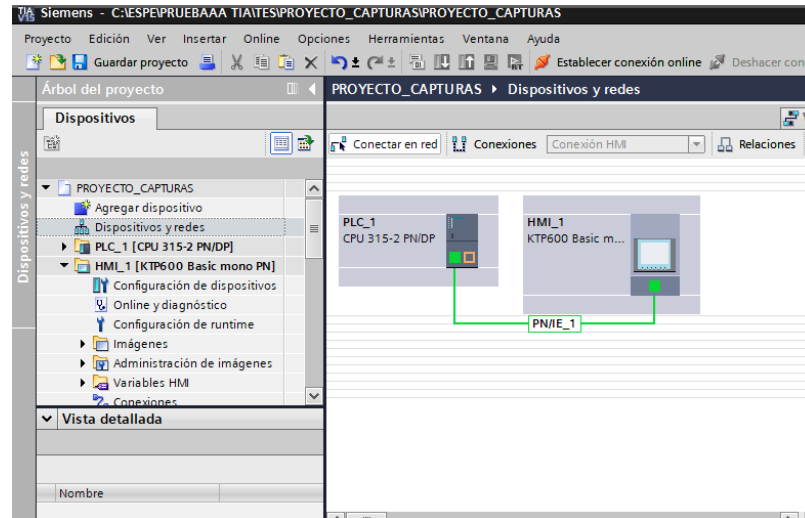 TIA V15 Siemens - C:\ESPE\PRUEBAAA TIA\TES\PROYECTO_CAPTURAS\PROYECTO_CAPTURAS
Proyecto Edición Ver Insertar Online Opciones Herramientas Ventana Ayuda
Guardar proyecto Establecer conexión online Deshacer con
Árbol del proyecto
PROYECTO_CAPTURAS Dispositivos y redes
Dispositivos
Conectar en red Conexiones Conexión HMI Relaciones
Dispositivos y redes
PROYECTO_CAPTURAS
Agregar dispositivo
Dispositivos y redes
PLC_1 [CPU 315-2 PN/DP]
HMI_1 [KTP600 Basic mono PN]
Configuración de dispositivos
Online y diagnóstico
Configuración de runtime
Imágenes
Administración de imágenes
Variables HMI
Conexiones
Vista detallada
Nombre
PLC_1
CPU 315-2 PN/DP
HMI_1
KTP600 Basic m...
PN/IE_1